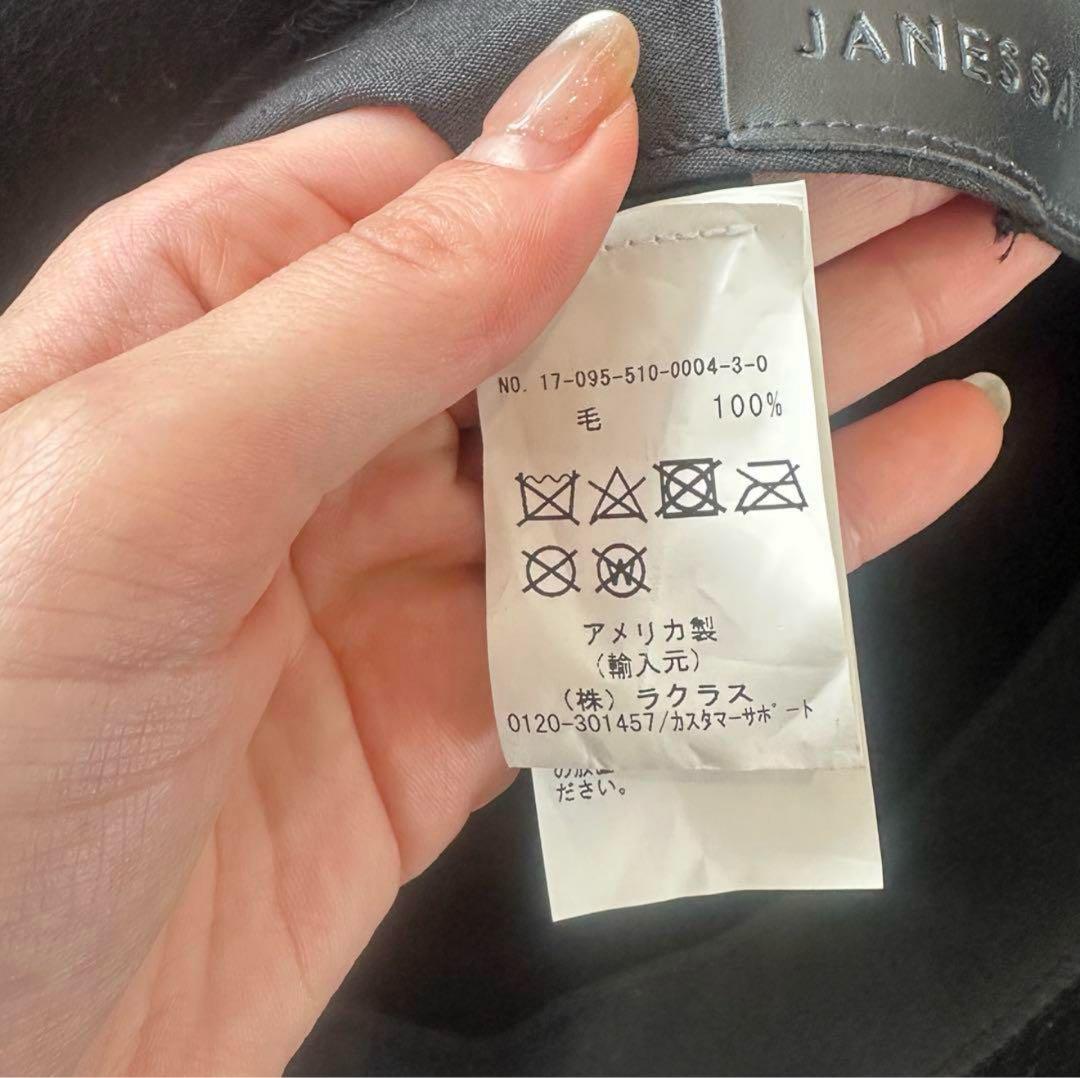 JANESSA
NO. 17-095-510-0004-3-0
毛 100%
W
アメリカ製
(輸入元)
(株) ラクラス
0120-301457/カスタマーサポート
ださい。